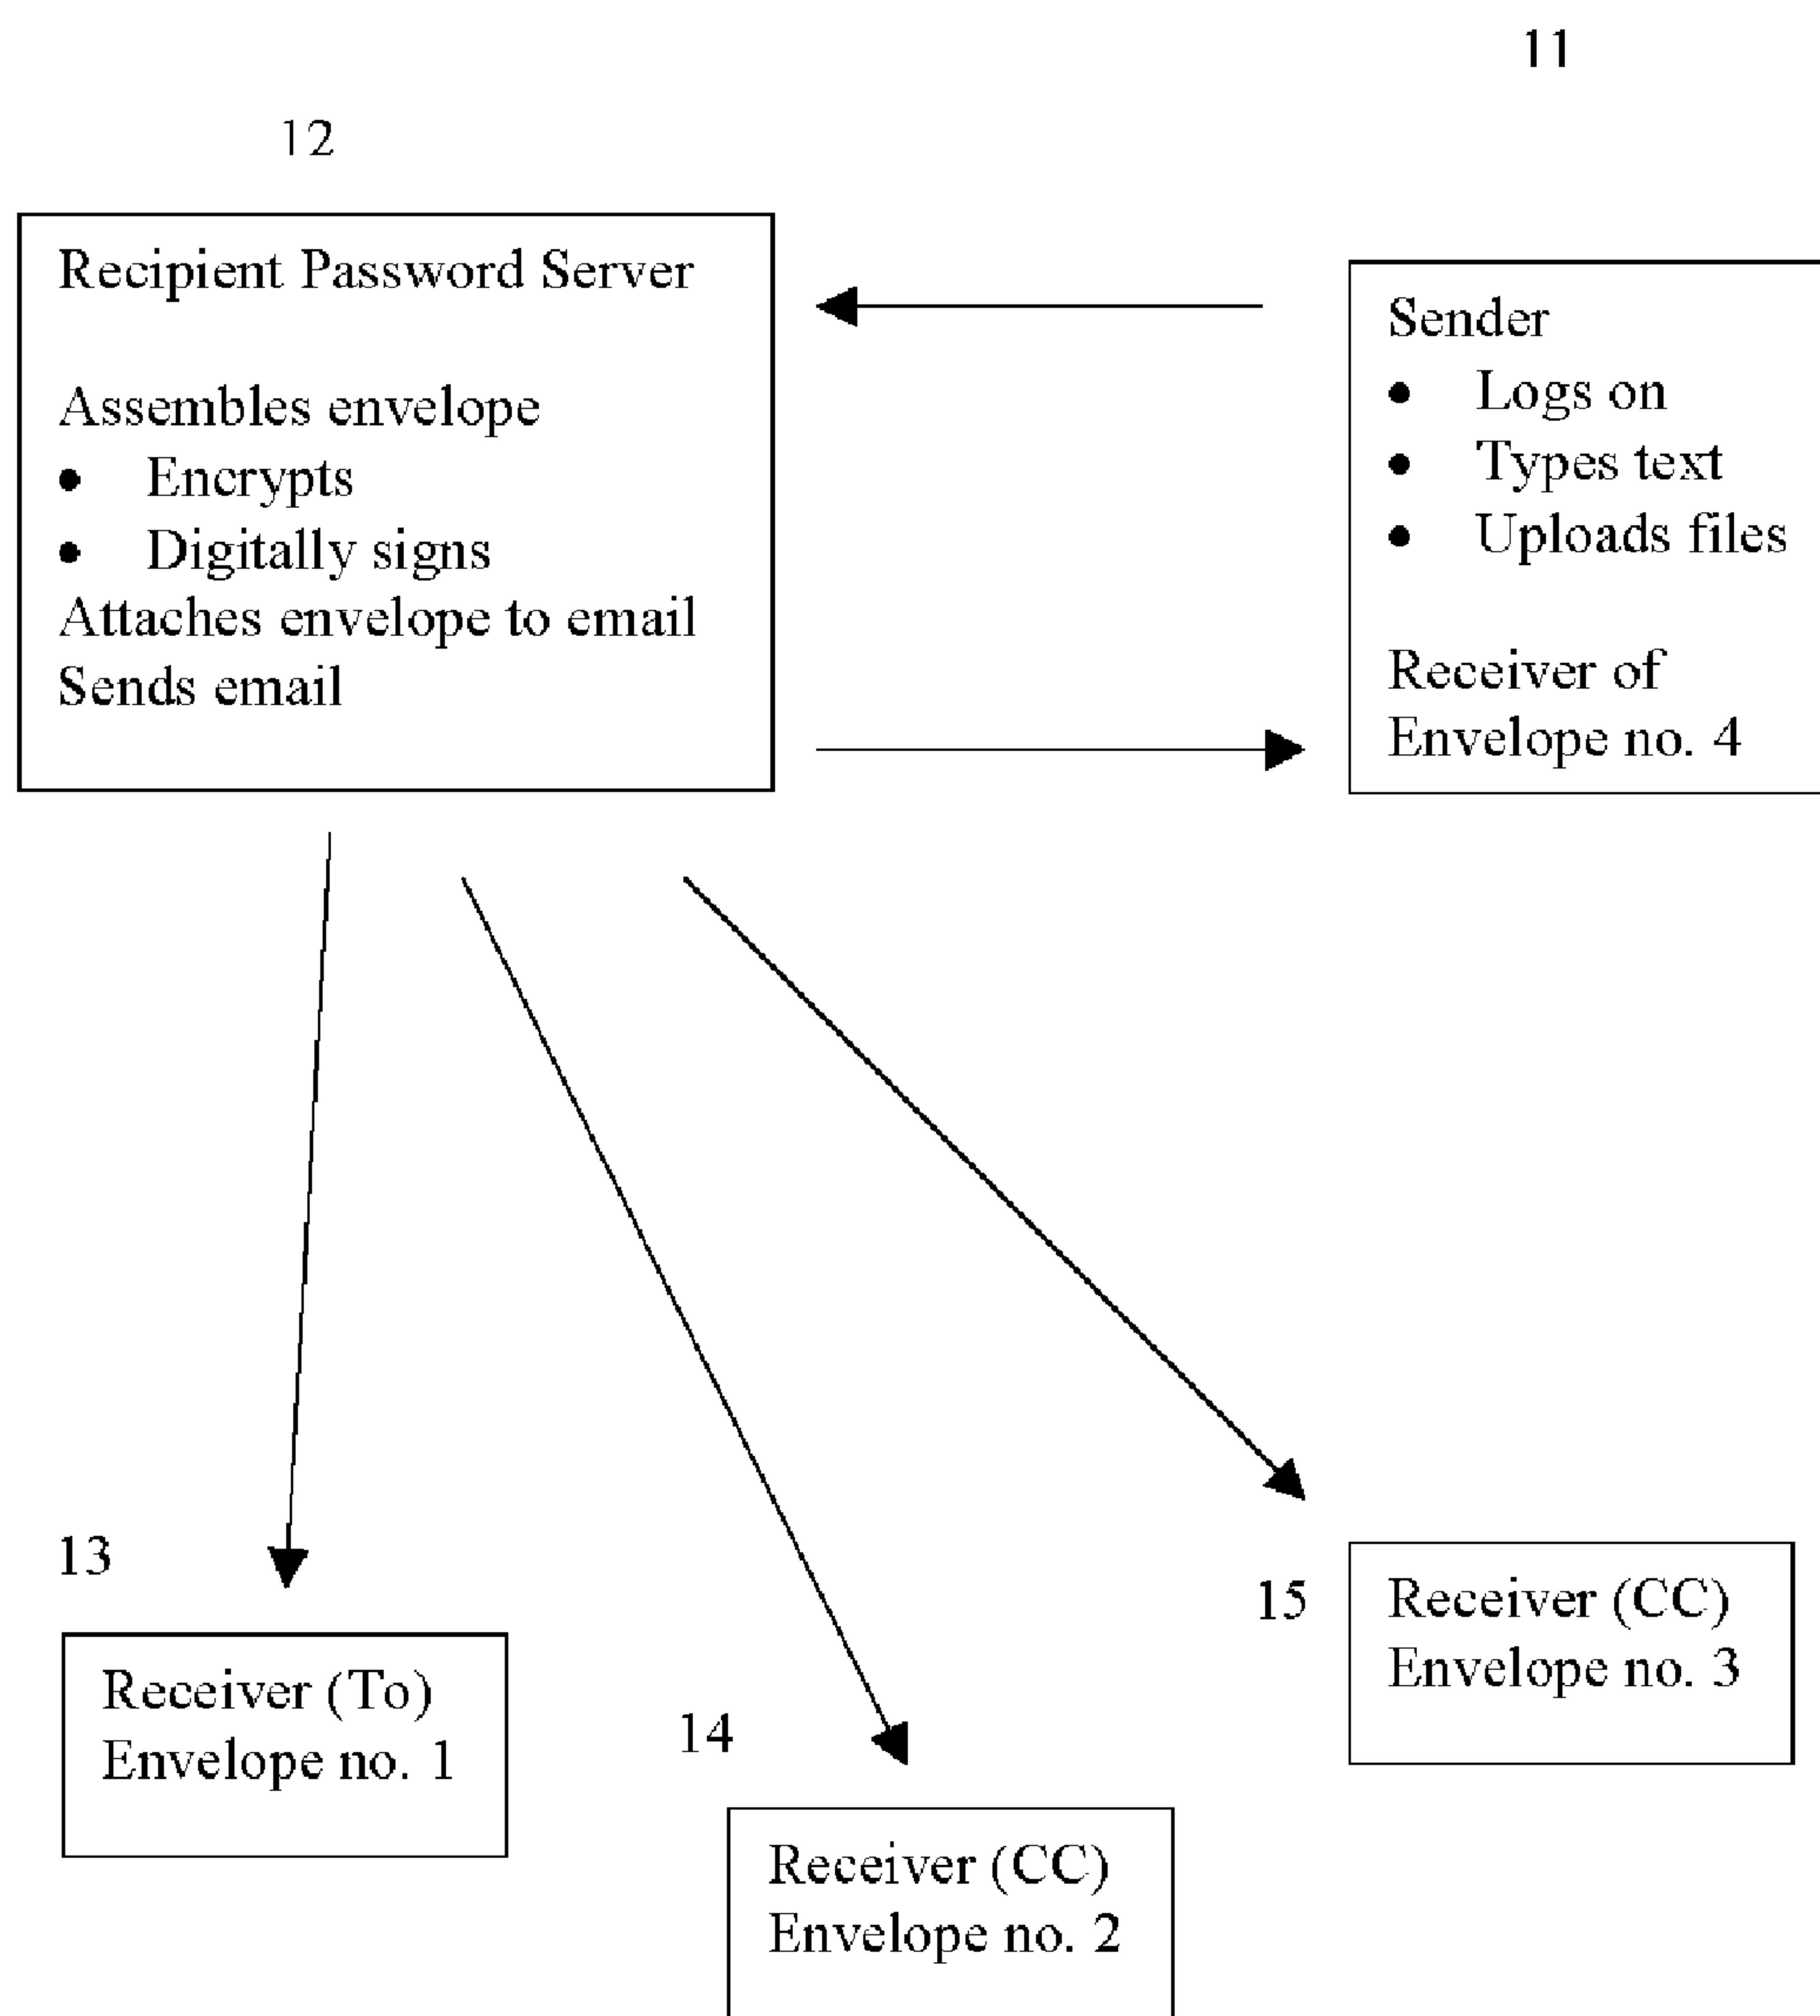 11
12
Recipient Password Server
Assembles envelope
• Encrypts
• Digitally signs
Attaches envelope to email
Sends email
Sender
• Logs on
• Types text
• Uploads files
Receiver of
Envelope no. 4
13
Receiver (To)
Envelope no. 1
14
Receiver (CC)
Envelope no. 2
15
Receiver (CC)
Envelope no. 3